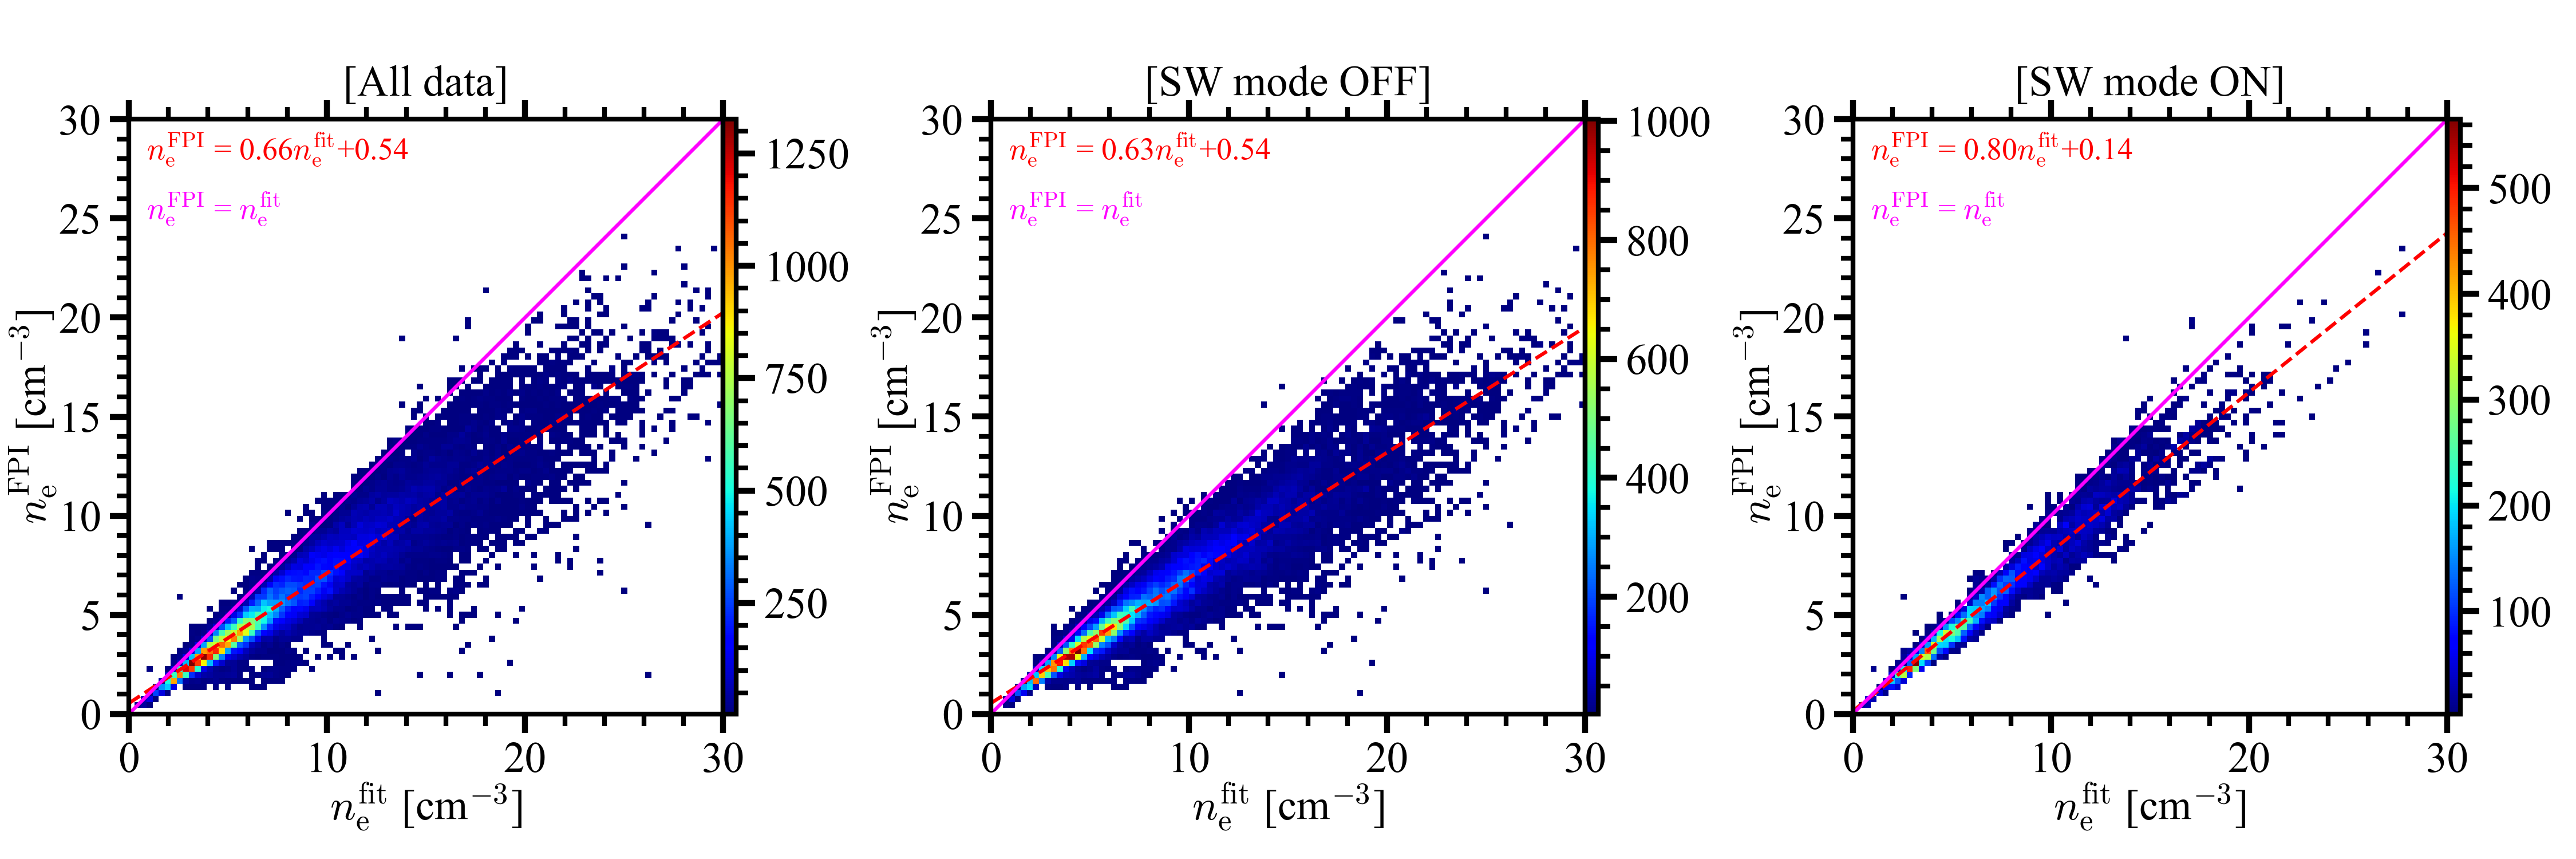 [All data]
n_e^FPI = 0.66n_e^fit+0.54
n_e^FPI = n_e^fit
n_e^FPI [cm^−3]
30
25
20
15
10
5
0
0 10 20 30
n_e^fit [cm^−3]
1250
1000
750
500
250
[SW mode OFF]
n_e^FPI = 0.63n_e^fit+0.54
n_e^FPI = n_e^fit
n_e^FPI [cm^−3]
30
25
20
15
10
5
0
0 10 20 30
n_e^fit [cm^−3]
1000
800
600
400
200
[SW mode ON]
n_e^FPI = 0.80n_e^fit+0.14
n_e^FPI = n_e^fit
n_e^FPI [cm^−3]
30
25
20
15
10
5
0
0 10 20 30
n_e^fit [cm^−3]
500
400
300
200
100